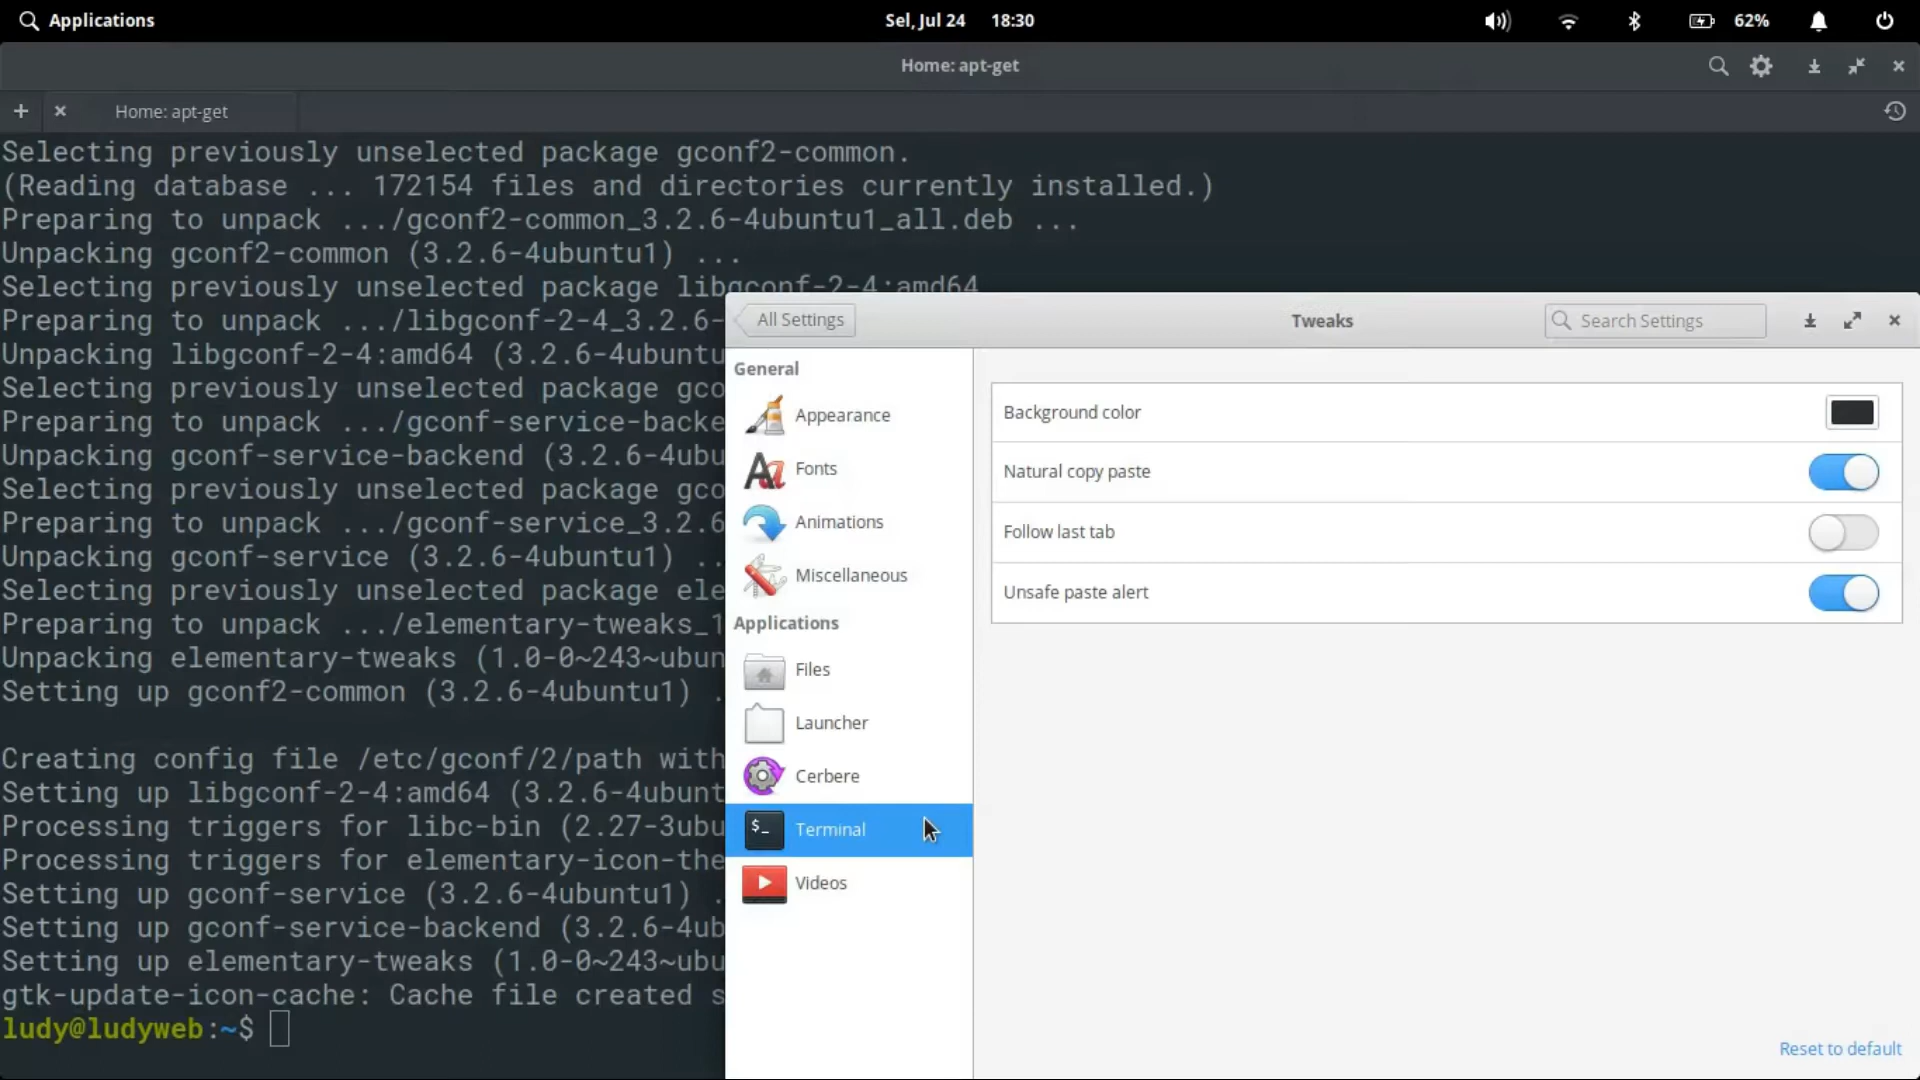 Applications
Sel, Jul 24 18:30
62%
Home: apt-get
Home: apt-get
Selecting previously unselected package gconf2-common.
(Reading database ... 172154 files and directories currently installed.)
Preparing to unpack .../gconf2-common_3.2.6-4ubuntu1_all.deb ...
Unpacking gconf2-common (3.2.6-4ubuntu1) ...
Selecting previously unselected package libgconf-2-4:amd64
Preparing to unpack .../libgconf-2-4_3.2.6-
Unpacking libgconf-2-4:amd64 (3.2.6-4ubuntu
Selecting previously unselected package gco
Preparing to unpack .../gconf-service-backe
Unpacking gconf-service-backend (3.2.6-4ubu
Selecting previously unselected package gco
Preparing to unpack .../gconf-service_3.2.6
Unpacking gconf-service (3.2.6-4ubuntu1) ..
Selecting previously unselected package ele
Preparing to unpack .../elementary-tweaks_1
Unpacking elementary-tweaks (1.0-0~243~ubun
Setting up gconf2-common (3.2.6-4ubuntu1) .
Creating config file /etc/gconf/2/path with
Setting up libgconf-2-4:amd64 (3.2.6-4ubunt
Processing triggers for libc-bin (2.27-3ubu
Processing triggers for elementary-icon-the
Setting up gconf-service (3.2.6-4ubuntu1) .
Setting up gconf-service-backend (3.2.6-4ub
Setting up elementary-tweaks (1.0-0~243~ubu
gtk-update-icon-cache: Cache file created s
ludy@ludyweb:~$
All Settings
Tweaks
Search Settings
General
Appearance
Fonts
Animations
Miscellaneous
Applications
Files
Launcher
Cerbere
$_ Terminal
Videos
Background color
Natural copy paste
Follow last tab
Unsafe paste alert
Reset to default